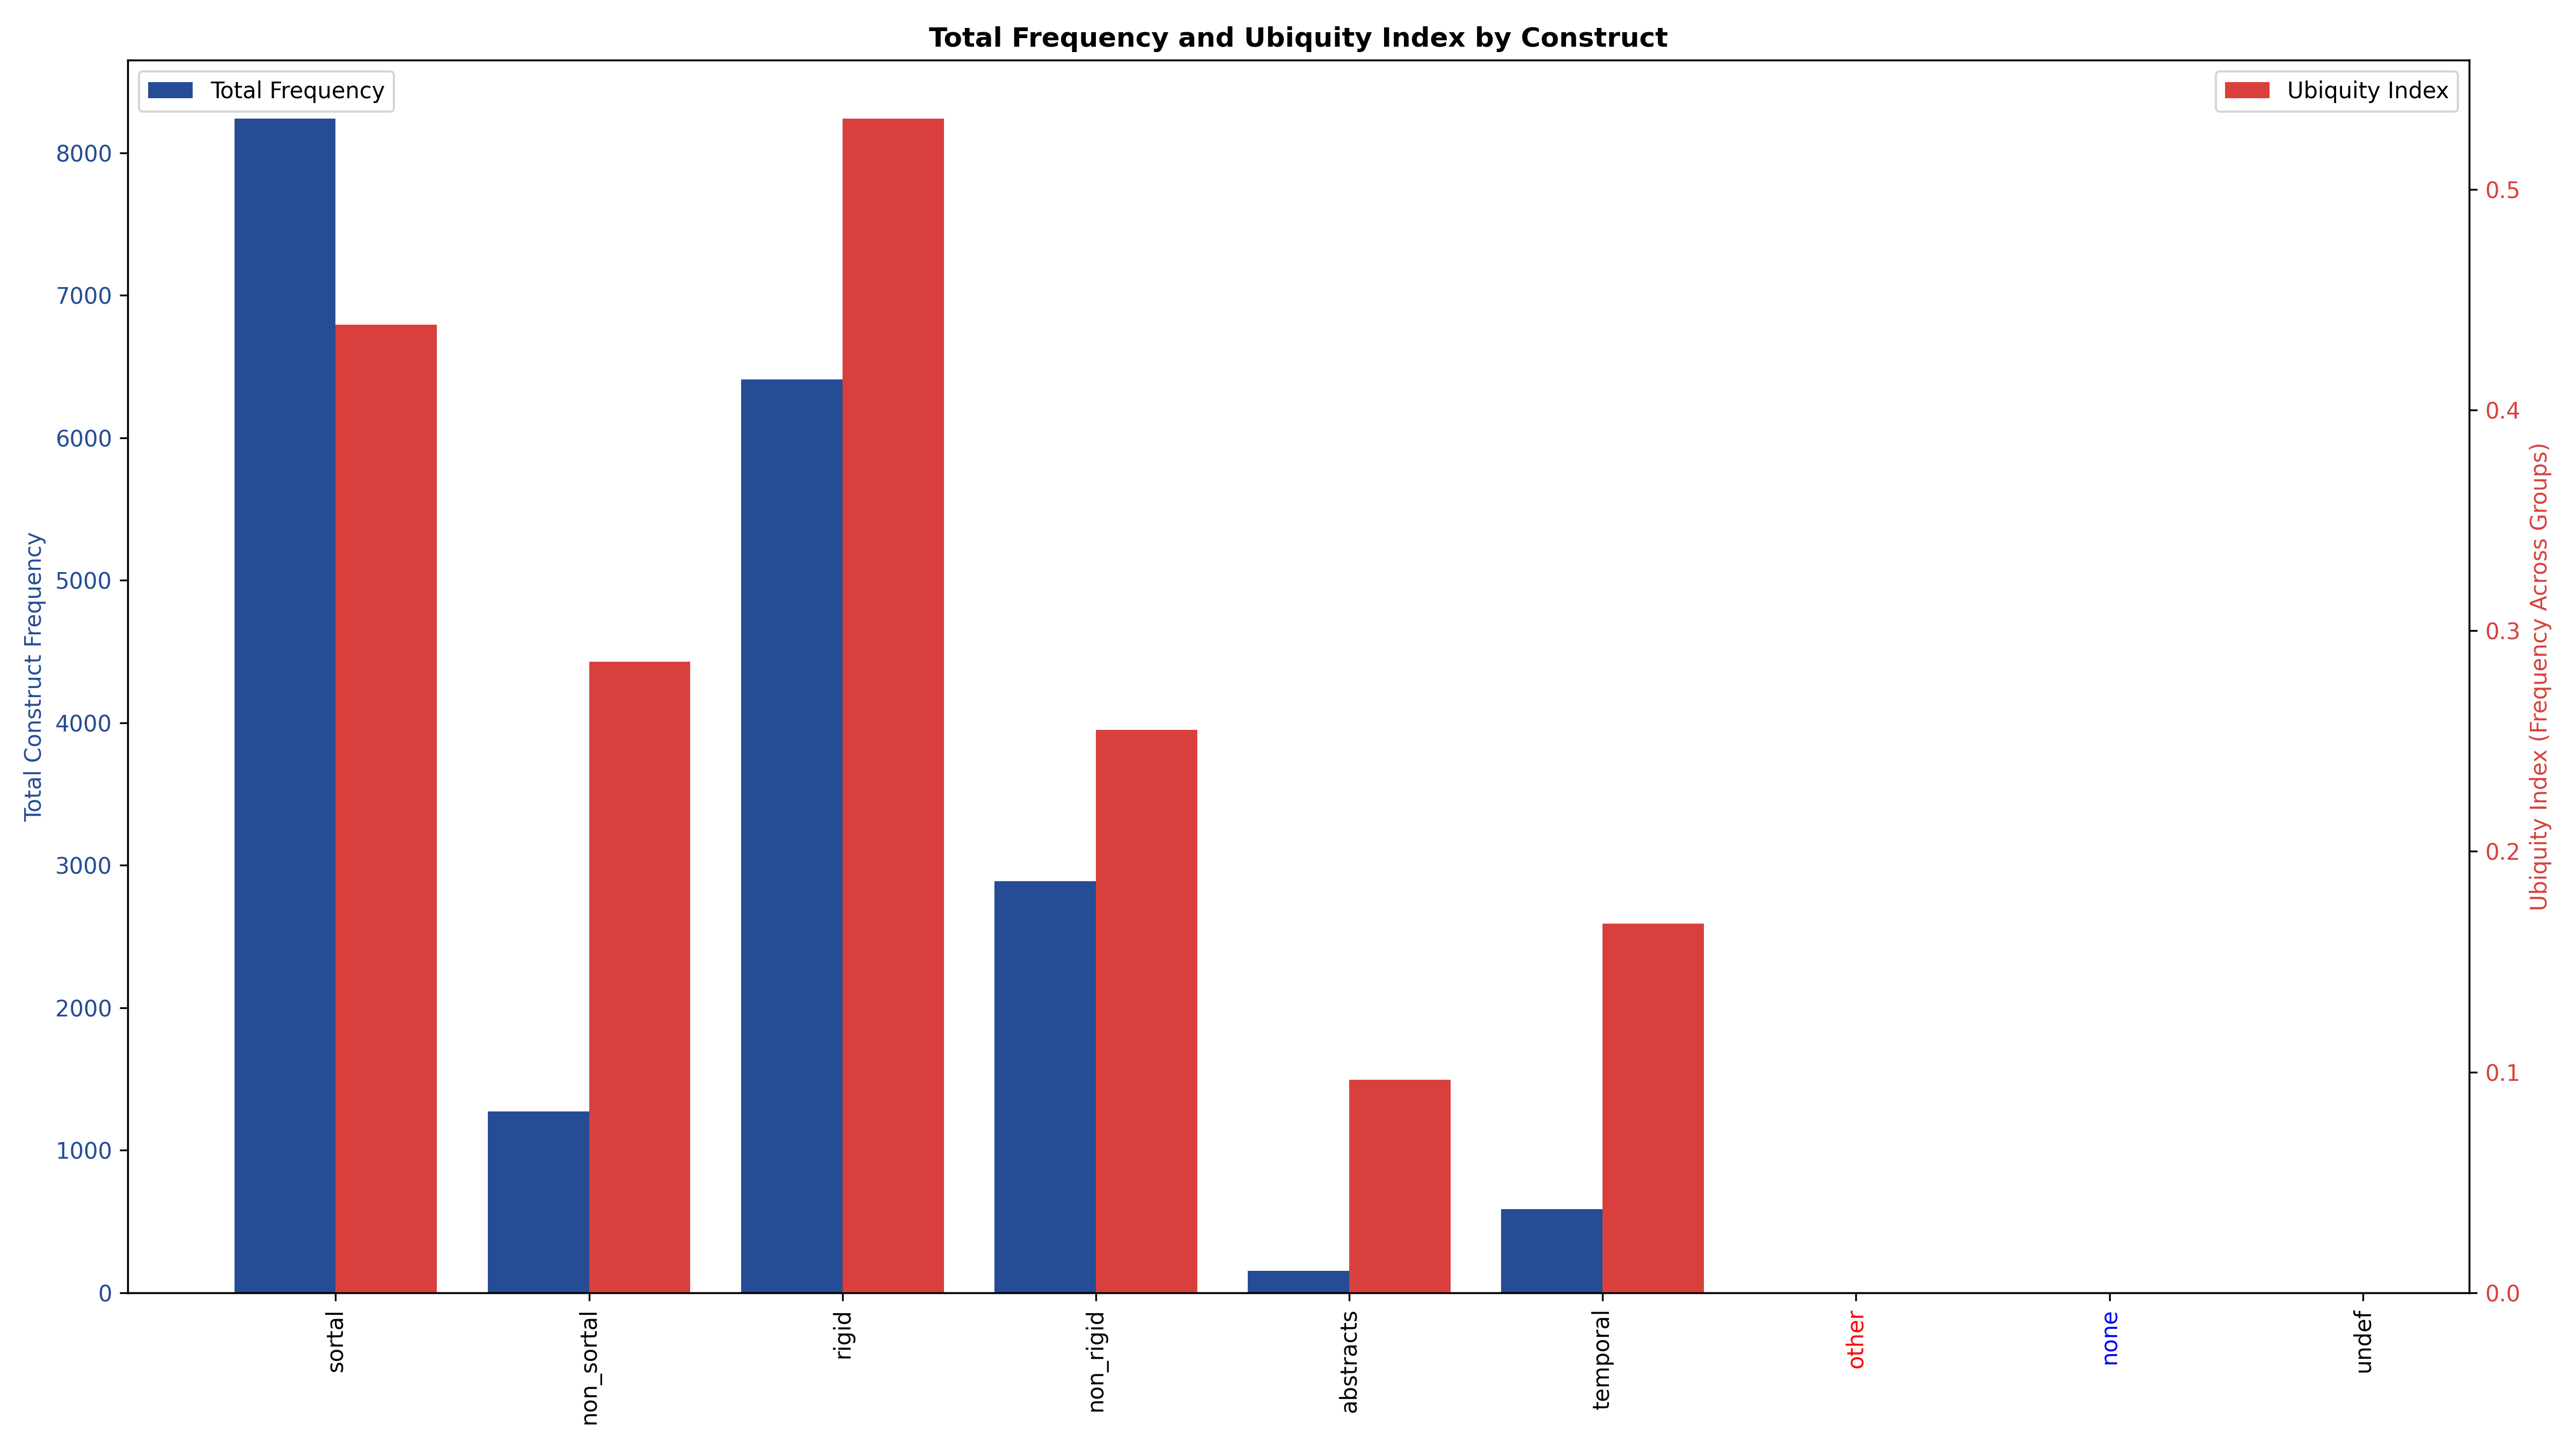 Total Frequency and Ubiquity Index by Construct
Total Frequency
Ubiquity Index
Total Construct Frequency
8000
7000
6000
5000
4000
3000
2000
1000
0
0.5
0.4
0.3
0.2
0.1
0.0
Ubiquity Index (Frequency Across Groups)
sortal
non_sortal
rigid
non_rigid
abstracts
temporal
other
none
undef